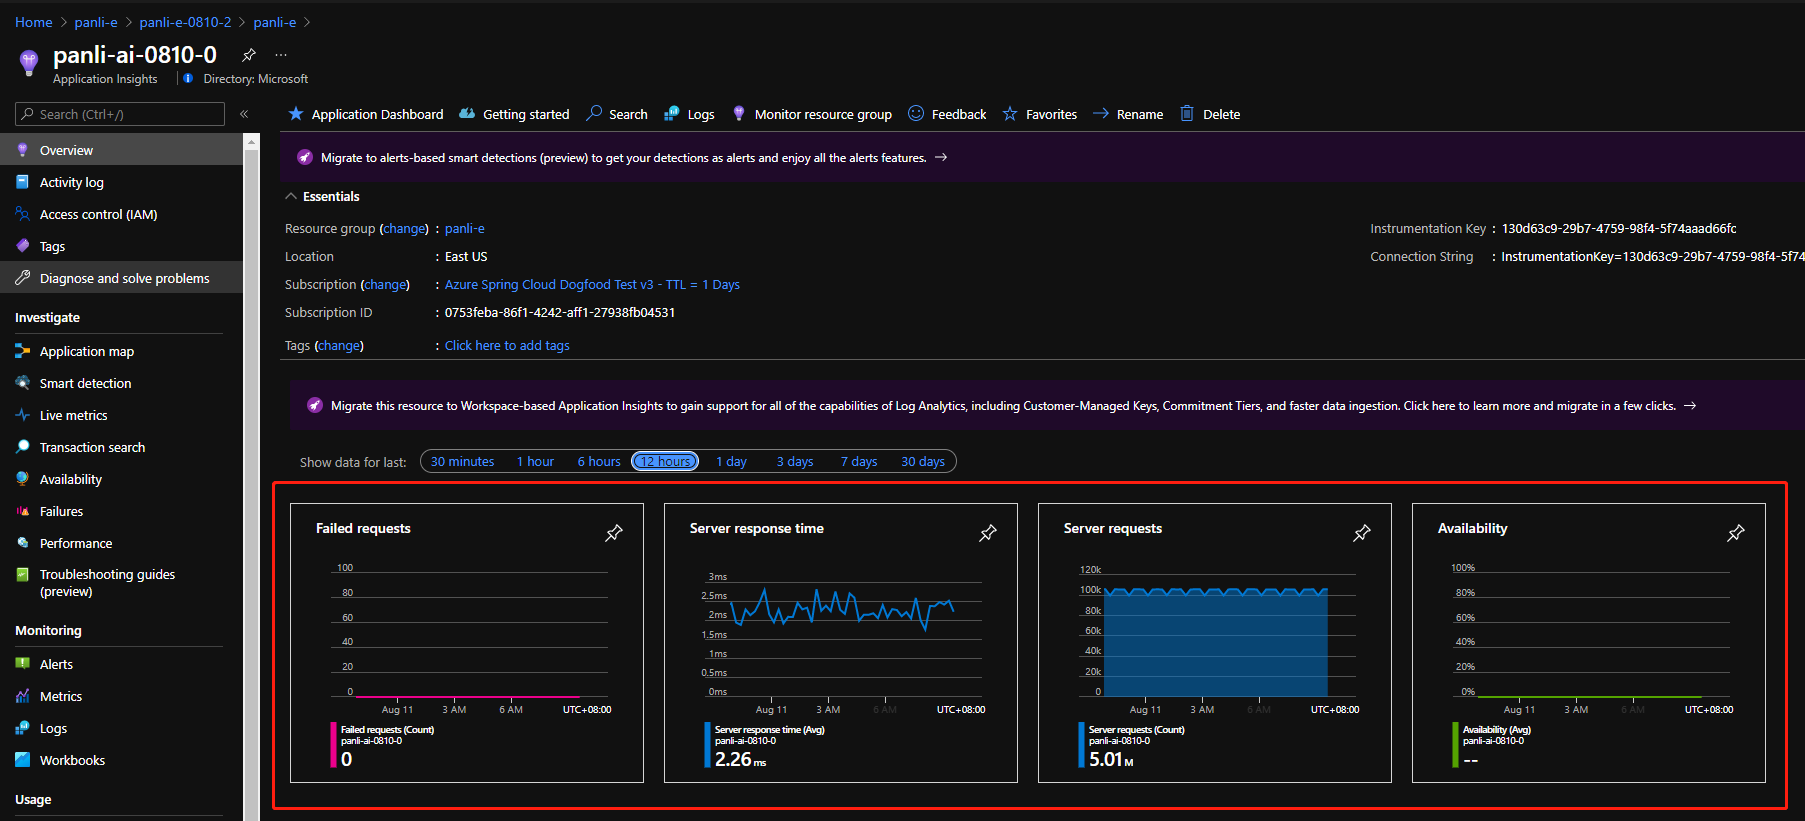 Home > panli-e > panli-e-0810-2 > panli-e >
panli-ai-0810-0 ...
Application Insights | Directory: Microsoft
Search (Ctrl+/) «
Application Dashboard Getting started Search Logs Monitor resource group Feedback Favorites Rename Delete
Overview
Activity log
Access control (IAM)
Tags
Diagnose and solve problems
Investigate
Application map
Smart detection
Live metrics
Transaction search
Availability
Failures
Performance
Troubleshooting guides
(preview)
Monitoring
Alerts
Metrics
Logs
Workbooks
Usage
Migrate to alerts-based smart detections (preview) to get your detections as alerts and enjoy all the alerts features. →
Essentials
Resource group (change) : panli-e
Location : East US
Subscription (change) : Azure Spring Cloud Dogfood Test v3 - TTL = 1 Days
Subscription ID : 0753feba-86f1-4242-aff1-27938fb04531
Tags (change) : Click here to add tags
Instrumentation Key : 130d63c9-29b7-4759-98f4-5f74aaad66fc
Connection String : InstrumentationKey=130d63c9-29b7-4759-98f4-5f74
Migrate this resource to Workspace-based Application Insights to gain support for all of the capabilities of Log Analytics, including Customer-Managed Keys, Commitment Tiers, and faster data ingestion. Click here to learn more and migrate in a few clicks. →
Show data for last: 30 minutes 1 hour 6 hours 12 hours 1 day 3 days 7 days 30 days
Failed requests
100
80
60
40
20
0
Aug 11 3 AM 6 AM UTC+08:00
Failed requests (Count)
panli-ai-0810-0
0
Server response time
3ms
2.5ms
2ms
1.5ms
1ms
0.5ms
0ms
Aug 11 3 AM 6 AM UTC+08:00
Server response time (Avg)
panli-ai-0810-0
2.26 ms
Server requests
120k
100k
80k
60k
40k
20k
0
Aug 11 3 AM 6 AM UTC+08:00
Server requests (Count)
panli-ai-0810-0
5.01 M
Availability
100%
80%
60%
40%
20%
0%
Aug 11 3 AM 6 AM UTC+08:00
Availability (Avg)
panli-ai-0810-0
--